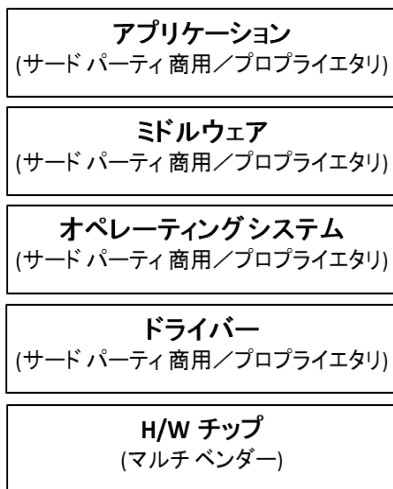 アプリケーション
(サード パーティ 商用／プロプライエタリ)
ミドルウェア
(サード パーティ 商用／プロプライエタリ)
オペレーティングシステム
(サード パーティ 商用／プロプライエタリ)
ドライバー
(サード パーティ 商用／プロプライエタリ)
H/W チップ
(マルチ ベンダー)